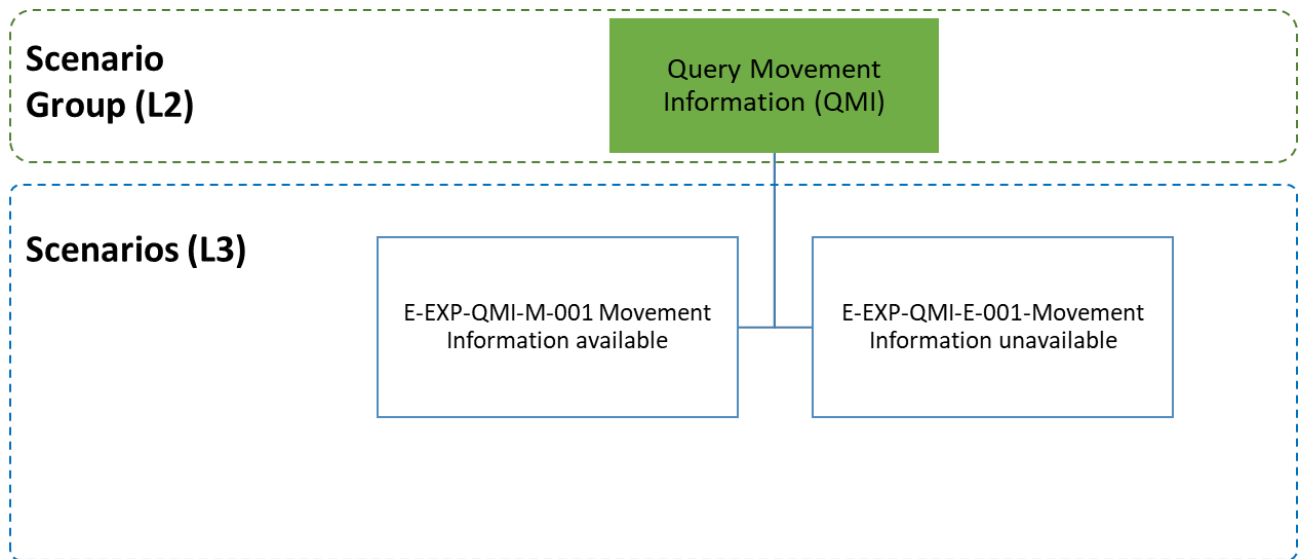 Scenario
Group (L2)
Query Movement
Information (QMI)
Scenarios (L3)
E-EXP-QMI-M-001 Movement
Information available
E-EXP-QMI-E-001-Movement
Information unavailable